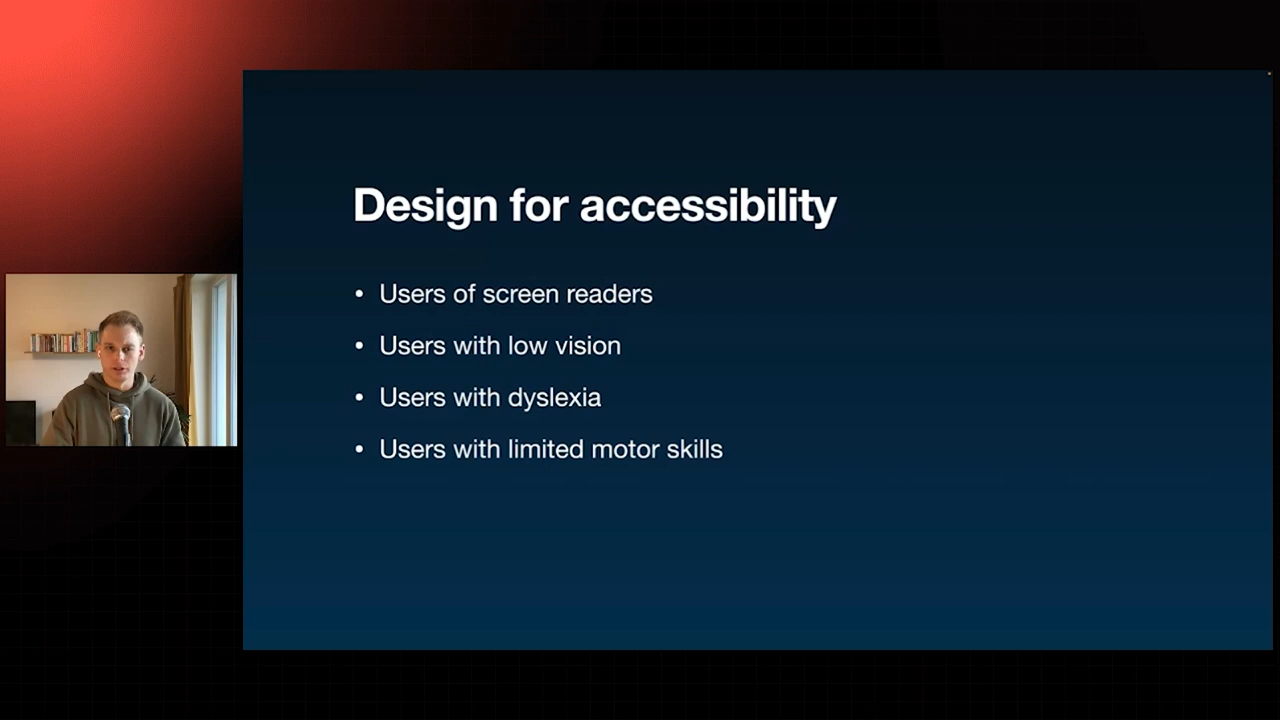 Design for accessibility
• Users of screen readers
• Users with low vision
• Users with dyslexia
• Users with limited motor skills